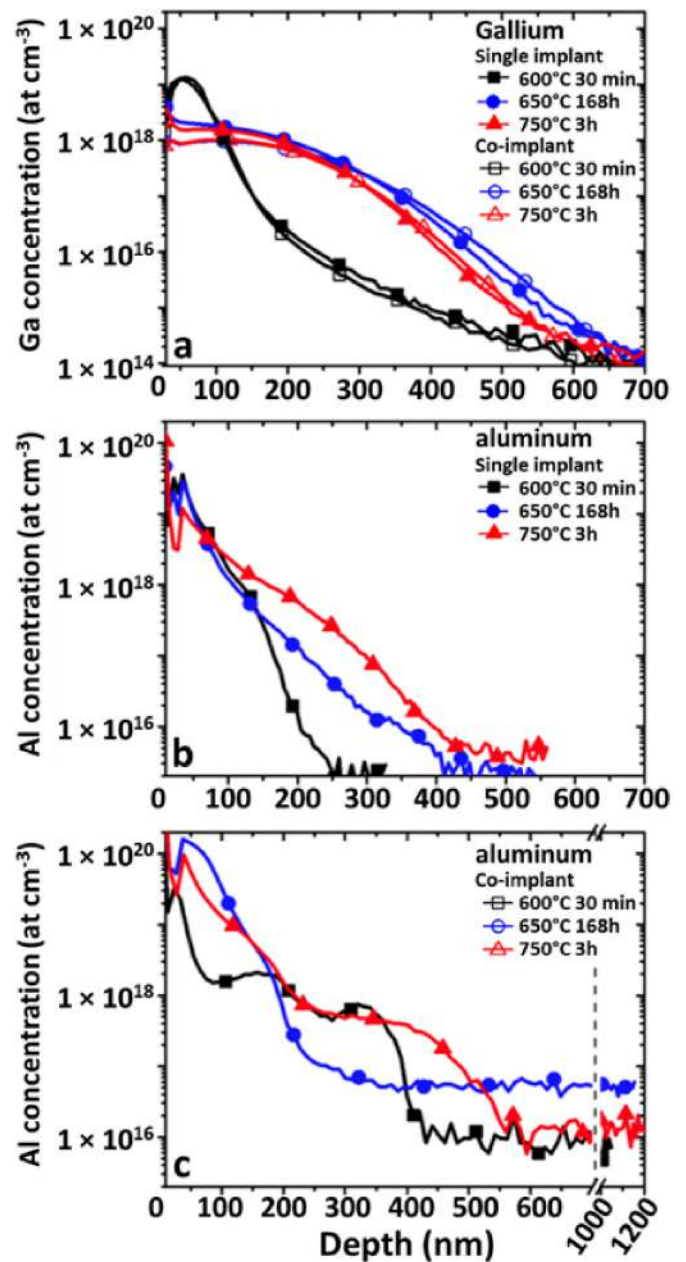 Ga concentration (at cm⁻³)
1 × 10²⁰
1 × 10¹⁸
1 × 10¹⁶
1 × 10¹⁴
Gallium
Single implant
600°C 30 min
650°C 168h
750°C 3h
Co-implant
600°C 30 min
650°C 168h
750°C 3h
a
0 100 200 300 400 500 600 700
Al concentration (at cm⁻³)
1 × 10²⁰
1 × 10¹⁸
1 × 10¹⁶
aluminum
Single implant
600°C 30 min
650°C 168h
750°C 3h
b
0 100 200 300 400 500 600 700
Al concentration (at cm⁻³)
1 × 10²⁰
1 × 10¹⁸
1 × 10¹⁶
aluminum
Co-implant
600°C 30 min
650°C 168h
750°C 3h
c
0 100 200 300 400 500 600 1000 1200
Depth (nm)